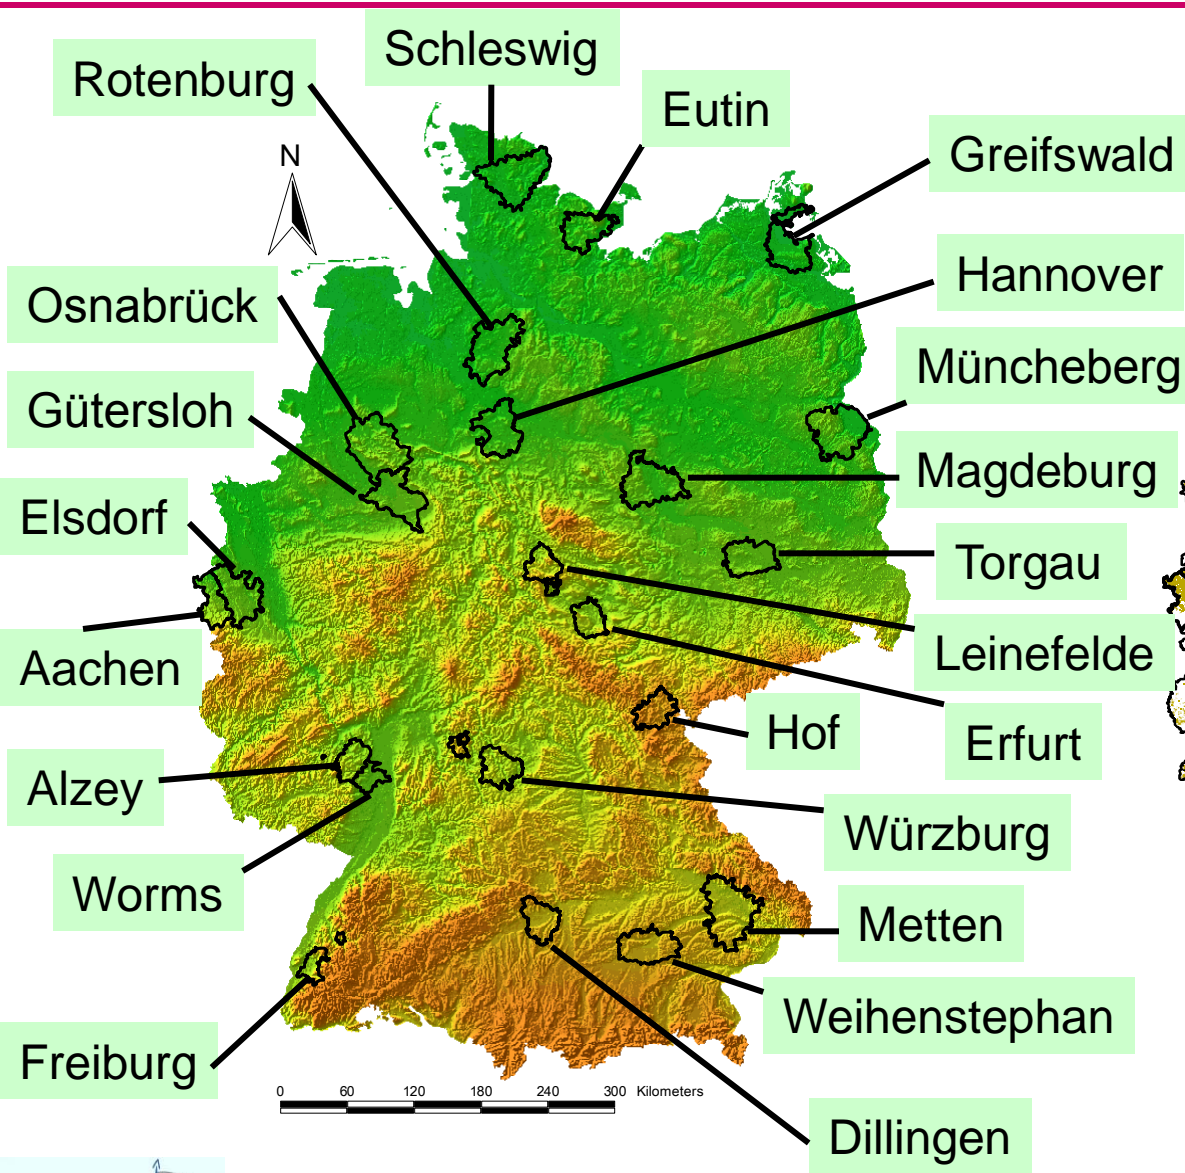 Schleswig
Rotenburg
Eutin
Greifswald
N
Hannover
Osnabrück
Müncheberg
Gütersloh
Magdeburg
Elsdorf
Torgau
Leinefelde
Aachen
Hof
Erfurt
Alzey
Würzburg
Worms
Metten
Weihenstephan
Freiburg
0 60 120 180 240 300 Kilometers
Dillingen